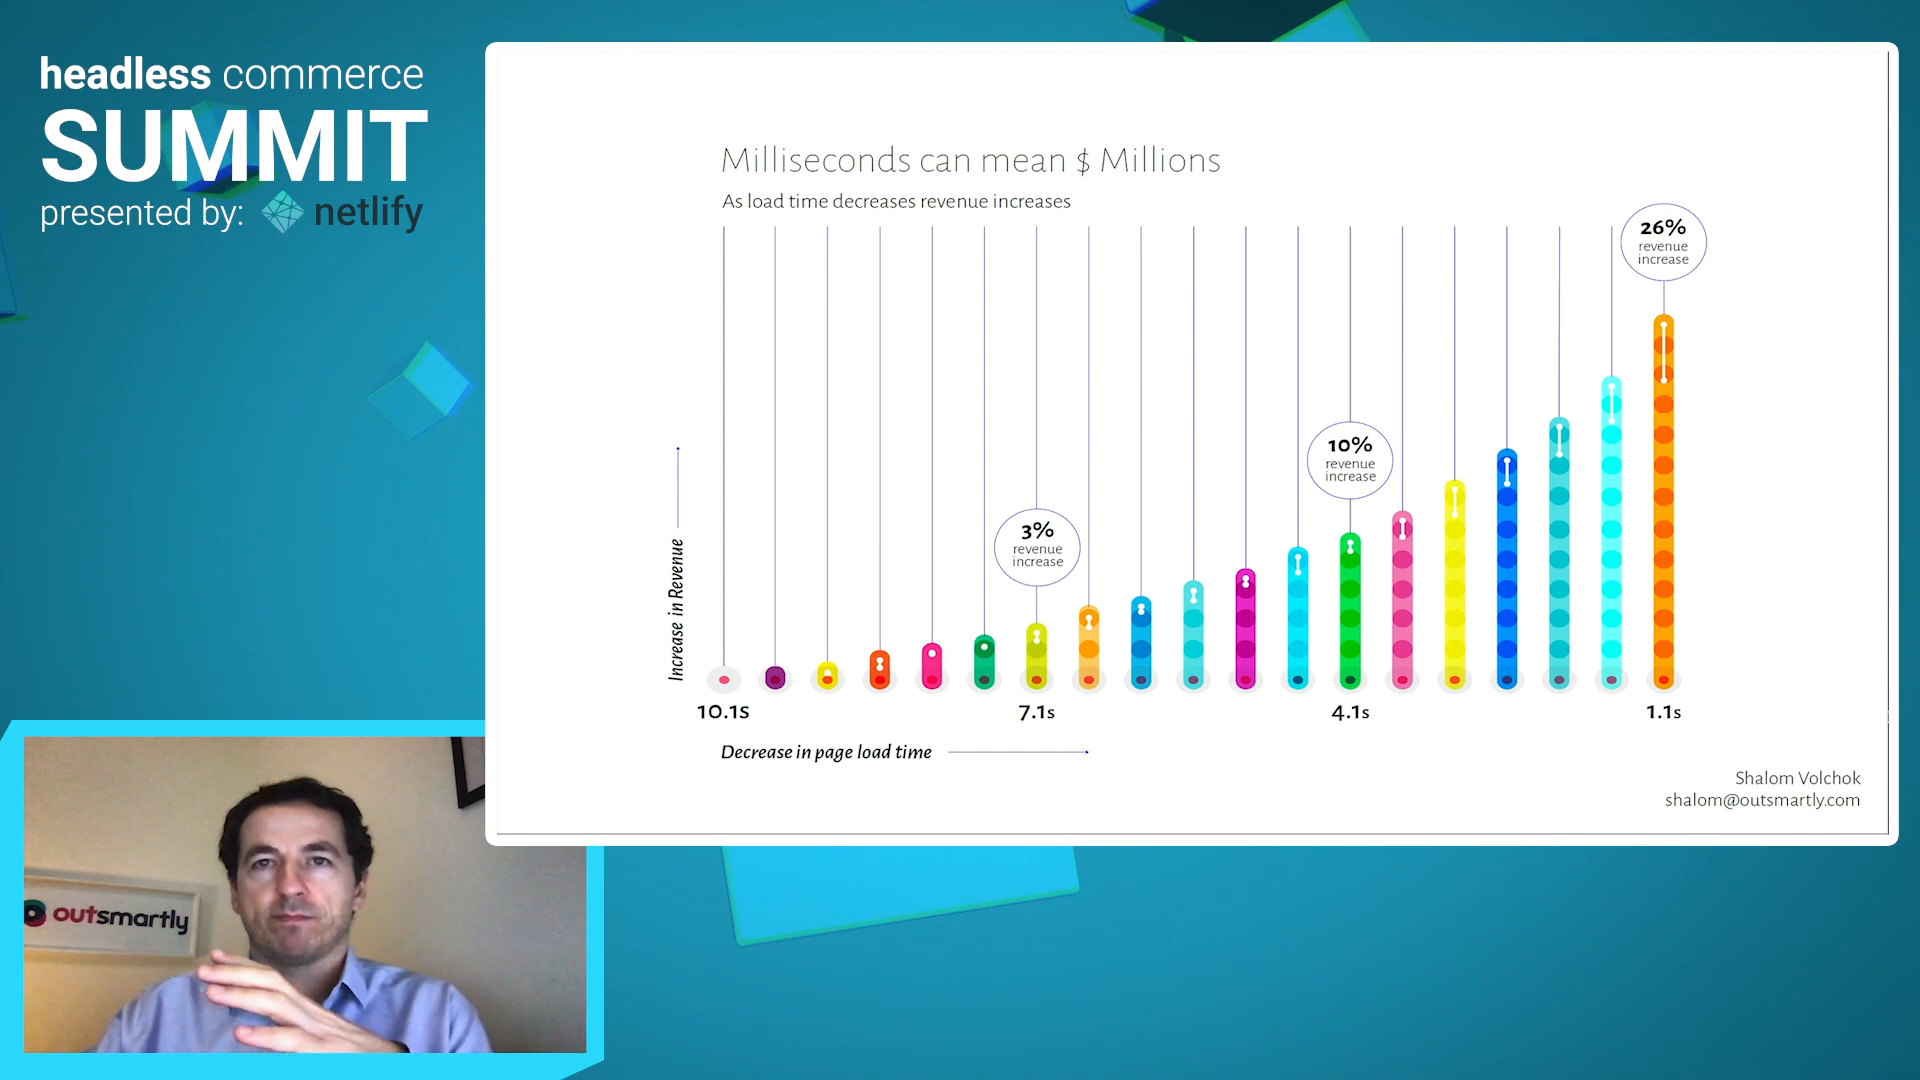 headless commerce
SUMMIT
presented by: netlify
Milliseconds can mean $ Millions
As load time decreases revenue increases
26%
revenue
increase
10%
revenue
increase
3%
revenue
increase
Increase in Revenue
10.1s
7.1s
4.1s
1.1s
Decrease in page load time
Shalom Volchok
shalom@outsmartly.com
outsmartly